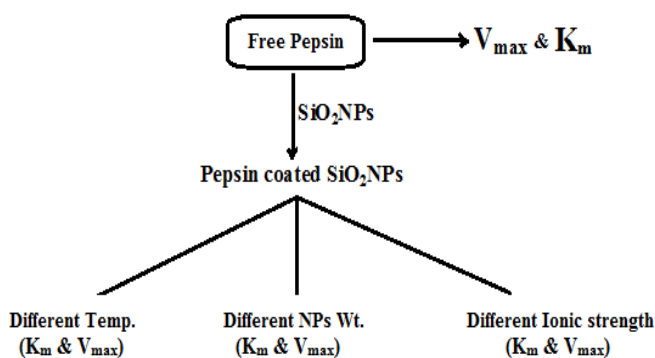 Free Pepsin
Vmax & Km
SiO2NPs
Pepsin coated SiO2NPs
Different Temp.
(Km & Vmax)
Different NPs Wt.
(Km & Vmax)
Different Ionic strength
(Km & Vmax)